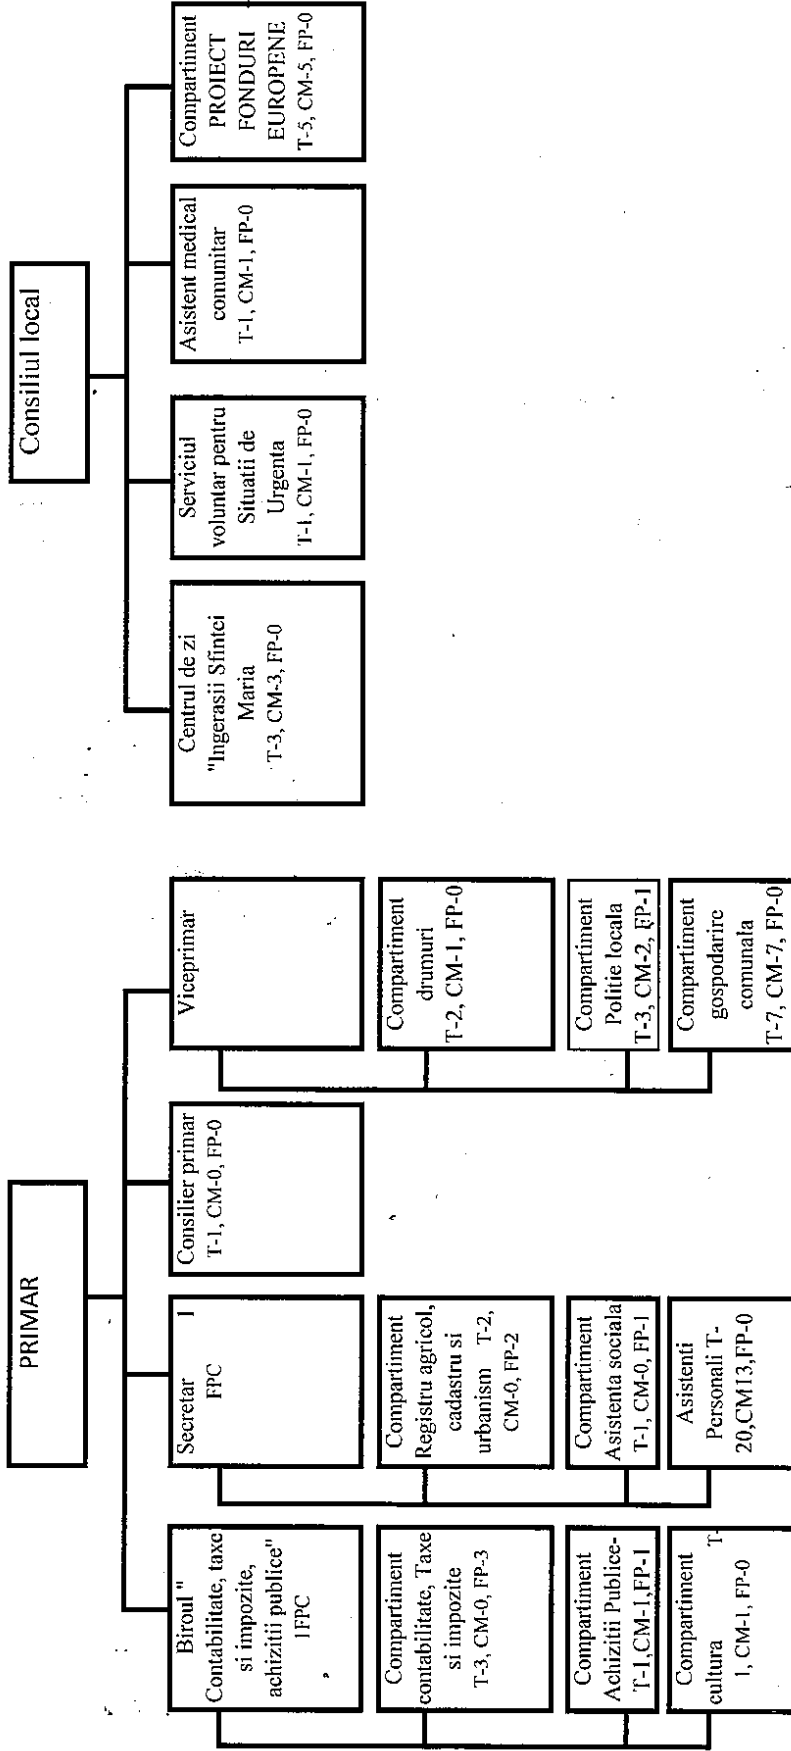 PRIMAR
Biroul "
Contabilitate, taxe
si impozite,
achizitii publice"
1FPC
Compartiment
contabilitate, Taxe
si impozite
T-3, CM-0, FP-3
Compartiment
Achizitii Publice-
T-1,CM-1,FP-1
Compartiment
cultura T-
1, CM-1, FP-0
Secretar 1
FPC
Compartiment
Registru agricol,
cadastru si
urbanism T-2,
CM-0, FP-2
Compartiment
Asistenta sociala
T-1, CM-0, FP-1
Asistenti
Personali T-
20,CM13,FP-0
Consilier primar
T-1, CM-0, FP-0
Viceprimar
Compartiment
drumuri
T-2, CM-1, FP-0
Compartiment
Politie locala
T-3, CM-2, FP-1
Compartiment
gospodarire
comunala
T-7, CM-7, FP-0
Consiliul local
Centrul de zi
"Ingerasii Sfintei
Maria
T-3, CM-3, FP-0
Serviciul
voluntar pentru
Situatii de
Urgenta
T-1, CM-1, FP-0
Asistent medical
comunitar
T-1, CM-1, FP-0
Compartiment
PROIECT
FONDURI
EUROPENE
T-5, CM-5, FP-0